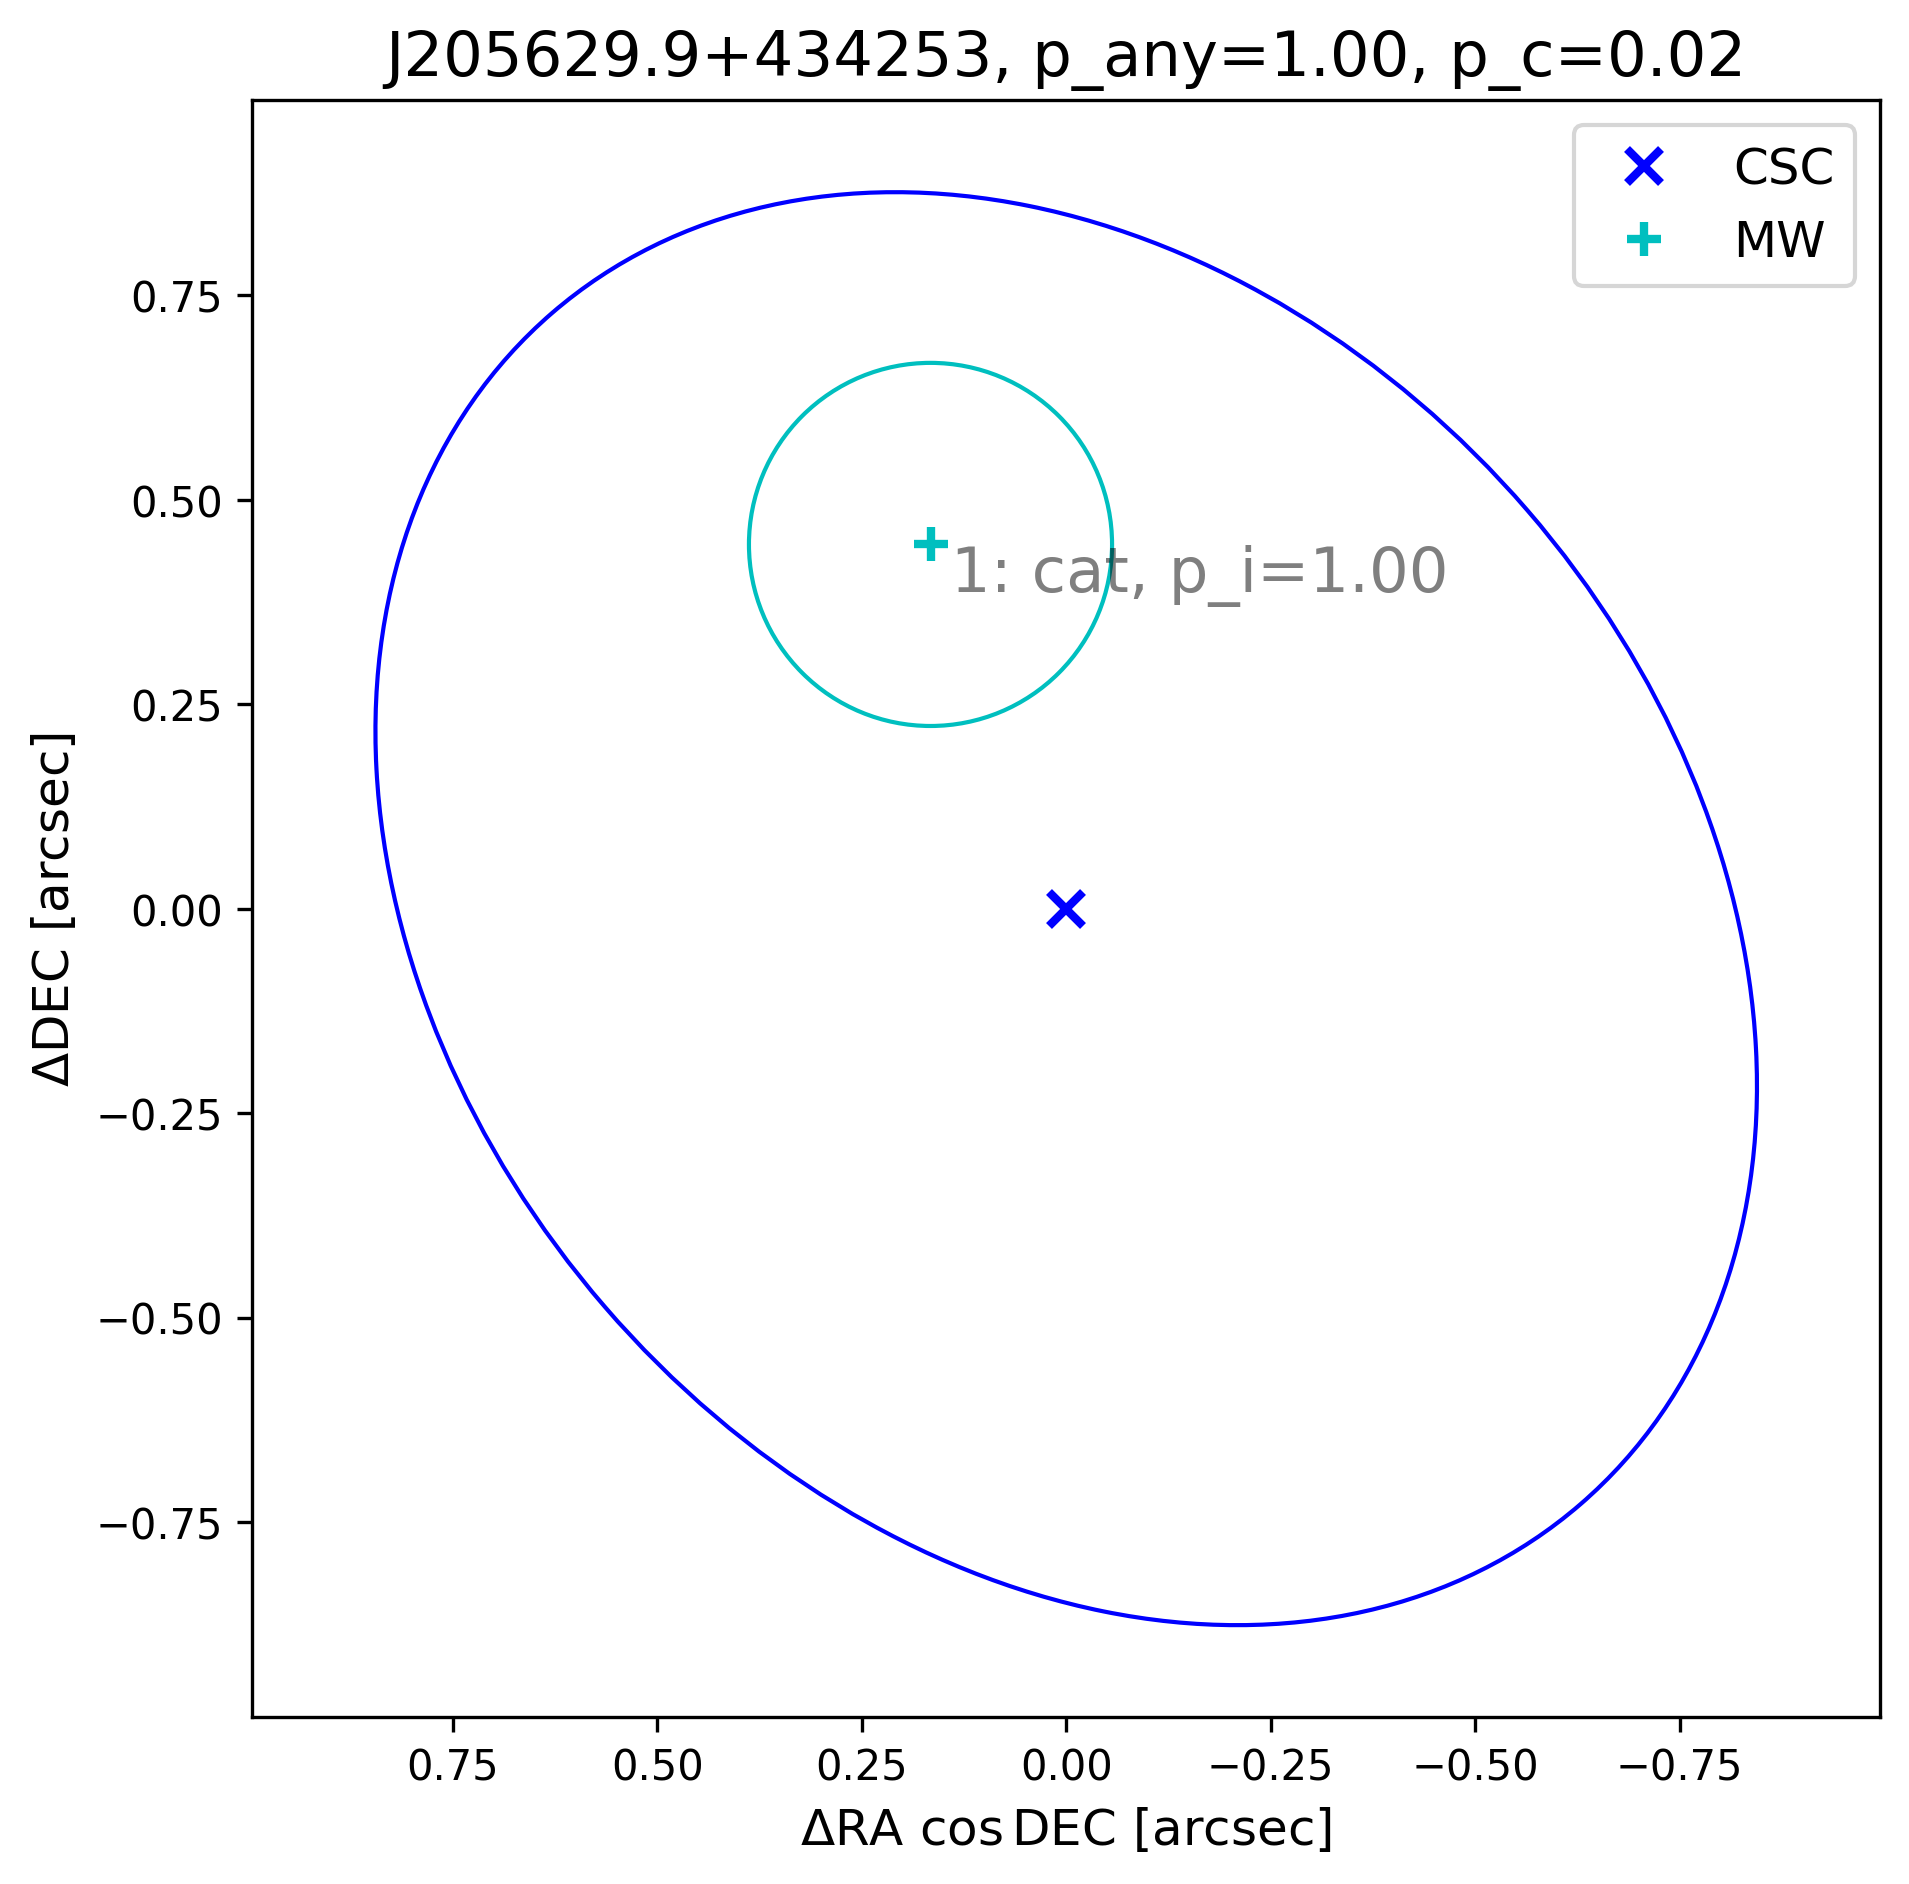 J205629.9+434253, p_any=1.00, p_c=0.02
CSC
MW
1: cat, p_i=1.00
ΔDEC [arcsec]
0.75
0.50
0.25
0.00
−0.25
−0.50
−0.75
0.75 0.50 0.25 0.00 −0.25 −0.50 −0.75
ΔRA cos DEC [arcsec]